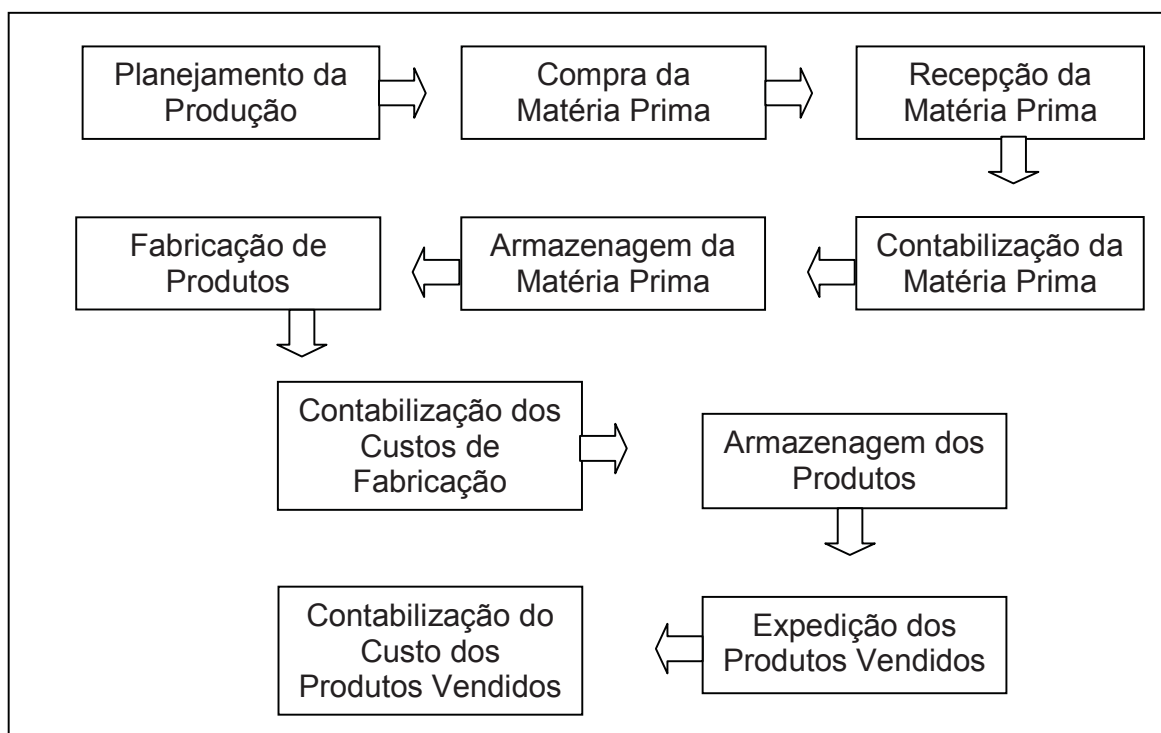 Planejamento da
Produção
Compra da
Matéria Prima
Recepção da
Matéria Prima
Contabilização da
Matéria Prima
Armazenagem da
Matéria Prima
Fabricação de
Produtos
Contabilização dos
Custos de
Fabricação
Armazenagem dos
Produtos
Expedição dos
Produtos Vendidos
Contabilização do
Custo dos
Produtos Vendidos